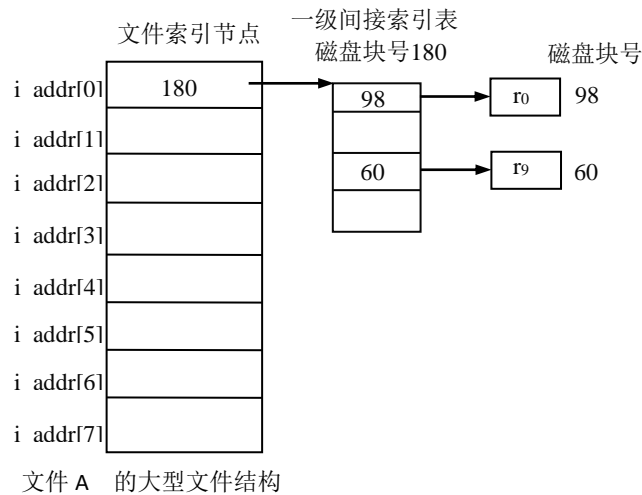 文件索引节点
一级间接索引表
磁盘块号180
磁盘块号
i addr[0] 180 98 r0 98
i addr[1]
i addr[2] 60 r9 60
i addr[3]
i addr[4]
i addr[5]
i addr[6]
i addr[7]
文件 A 的大型文件结构